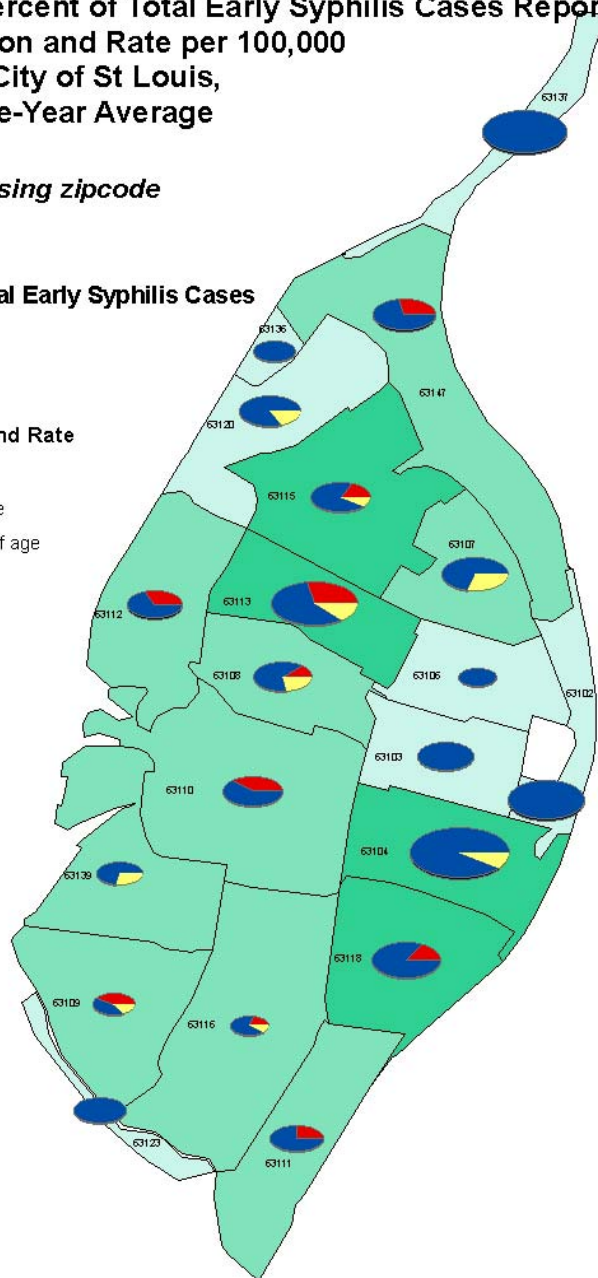 ercent of Total Early Syphilis Cases Repor
on and Rate per 100,000
City of St Louis,
e-Year Average
sing zipcode
al Early Syphilis Cases
nd Rate
e
f age
63137
63136
63147
63120
63115
63107
63113
63112
63108
63106
63102
63103
63110
63104
63139
63118
63109
63116
63123
63111